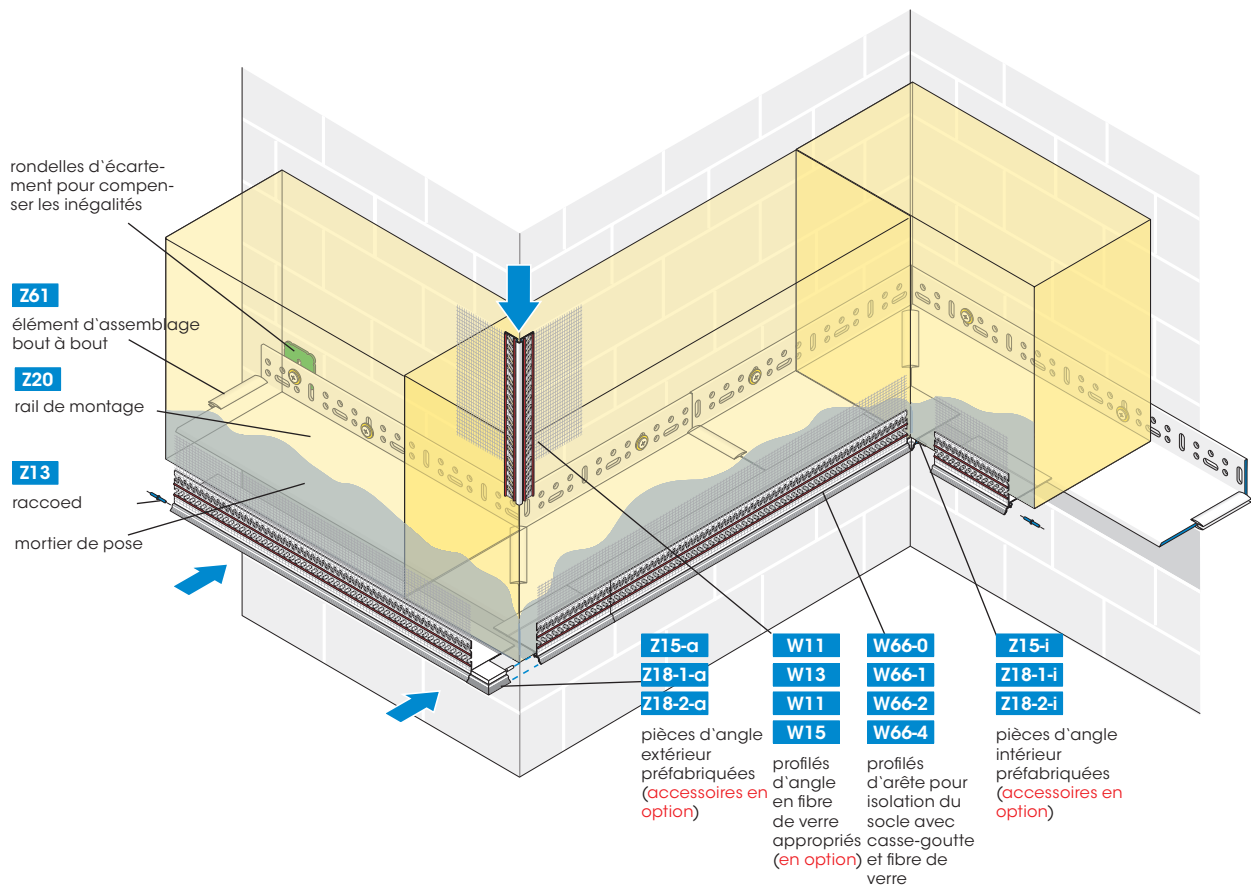 rondelles d‘écarte-
ment pour compen-
ser les inégalités
Z61
élément d‘assemblage
bout à bout
Z20
rail de montage
Z13
raccoed
mortier de pose
Z15-a
Z18-1-a
Z18-2-a
pièces d‘angle
extérieur
préfabriquées
(accessoires en
option)
W11
W13
W11
W15
profilés
d‘angle
en fibre
de verre
appropriés
(en option)
W66-0
W66-1
W66-2
W66-4
profilés
d‘arête pour
isolation du
socle avec
casse-goutte
et fibre de
verre
Z15-i
Z18-1-i
Z18-2-i
pièces d‘angle
intérieur
préfabriquées
(accessoires en
option)